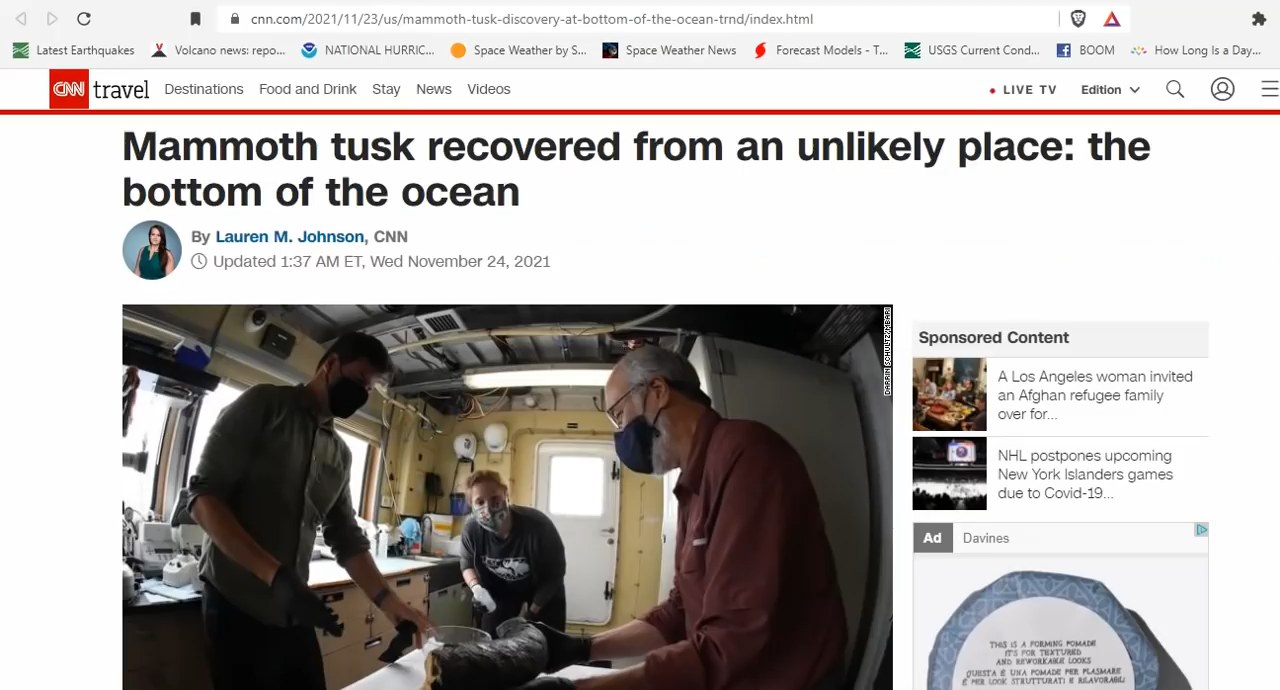 cnn.com/2021/11/23/us/mammoth-tusk-discovery-at-bottom-of-the-ocean-trnd/index.html
Latest Earthquakes Volcano news: repo... NATIONAL HURRIC... Space Weather by S... Space Weather News Forecast Models - T... USGS Current Cond... BOOM How Long Is a Day...
CNN travel Destinations Food and Drink Stay News Videos LIVE TV Edition
Mammoth tusk recovered from an unlikely place: the
bottom of the ocean
By Lauren M. Johnson, CNN
Updated 1:37 AM ET, Wed November 24, 2021
DARRIN SCHULTZ/MBARI
Sponsored Content
A Los Angeles woman invited
an Afghan refugee family
over for...
NHL postpones upcoming
New York Islanders games
due to Covid-19...
Ad Davines
THIS IS A FORMING POMADE
IT'S FOR TEXTURED
AND REWORKABLE LOOKS
QUESTA È UNA POMADE PER PLASMARE
E PER LOOK STRUTTURATI E RILAVORABILI